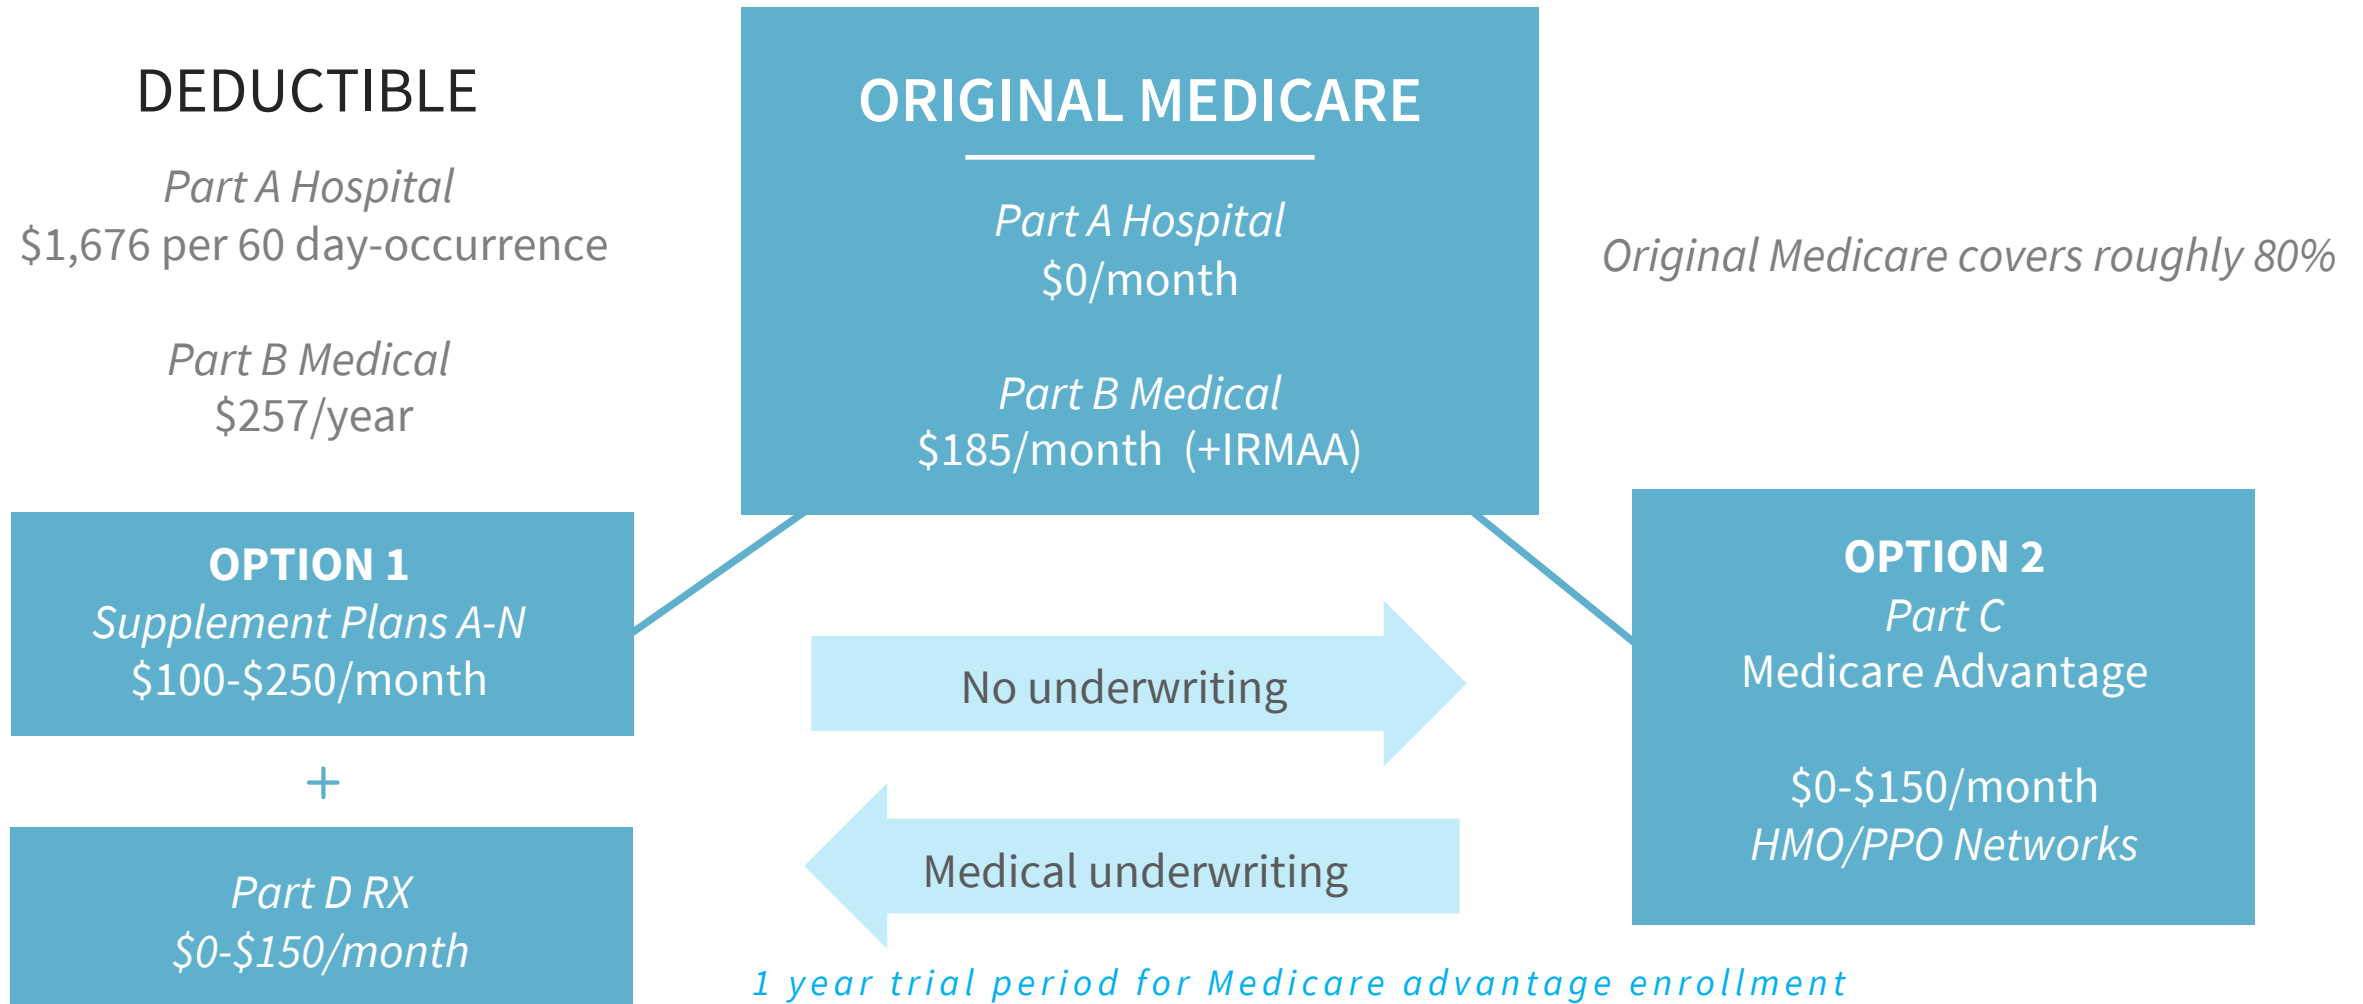 DEDUCTIBLE
Part A Hospital
$1,676 per 60 day-occurrence
Part B Medical
$257/year
ORIGINAL MEDICARE
Part A Hospital
$0/month
Part B Medical
$185/month (+IRMAA)
Original Medicare covers roughly 80%
OPTION 1
Supplement Plans A-N
$100-$250/month
+
Part D RX
$0-$150/month
No underwriting
Medical underwriting
OPTION 2
Part C
Medicare Advantage
$0-$150/month
HMO/PPO Networks
1 year trial period for Medicare advantage enrollment